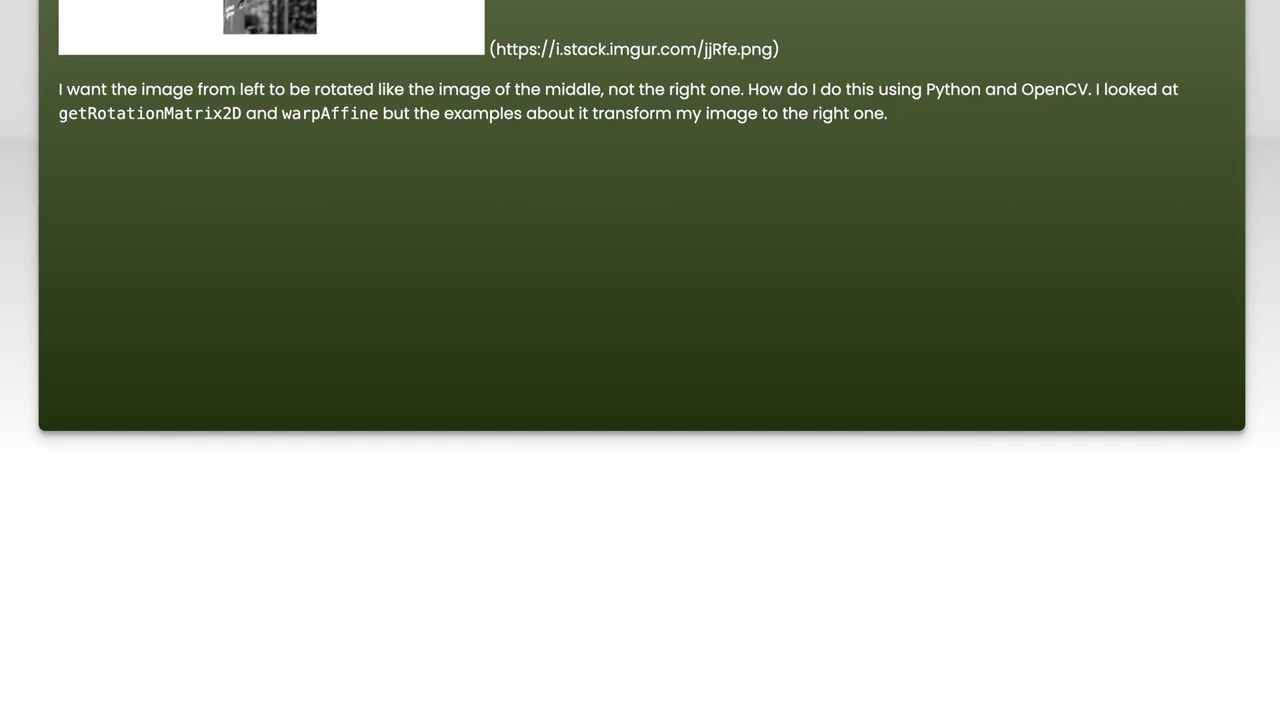 (https://i.stack.imgur.com/jjRfe.png)
I want the image from left to be rotated like the image of the middle, not the right one. How do I do this using Python and OpenCV. I looked at
getRotationMatrix2D and warpAffine but the examples about it transform my image to the right one.